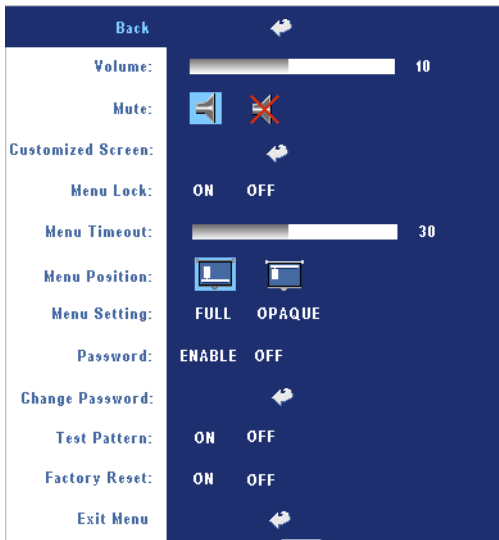 Back
Volume: 10
Mute:
Customized Screen:
Menu Lock: ON OFF
Menu Timeout: 30
Menu Position:
Menu Setting: FULL OPAQUE
Password: ENABLE OFF
Change Password:
Test Pattern: ON OFF
Factory Reset: ON OFF
Exit Menu